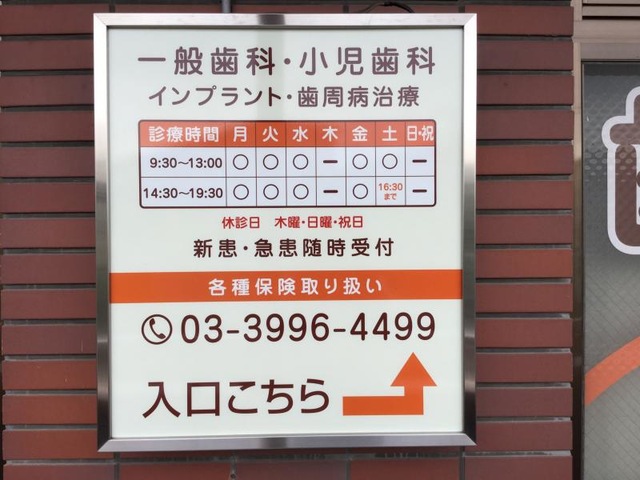 一般歯科・小児歯科
インプラント・歯周病治療
診療時間 月 火 水 木 金 土 日・祝
9:30〜13:00 ○ ○ ○ ー ○ ○ ー
14:30〜19:30 ○ ○ ○ ー ○ 16:30まで ー
休診日 木曜・日曜・祝日
新患・急患随時受付
各種保険取り扱い
03-3996-4499
入口こちら